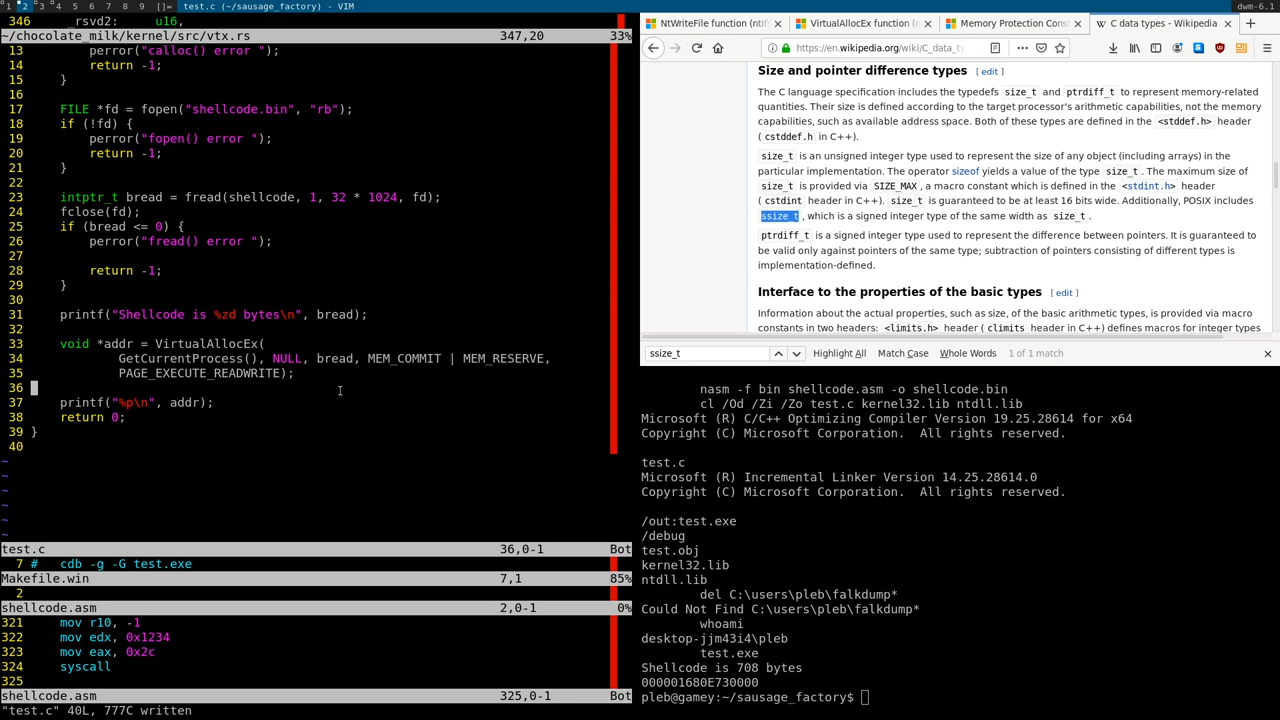 1 2 3 4 5 6 7 8 9 []= test.c (~/sausage_factory) - VIM dwm-6.1
346 _rsvd2: u16,
~/chocolate_milk/kernel/src/vtx.rs 347,20 33%
13 perror("calloc() error ");
14 return -1;
15 }
16
17 FILE *fd = fopen("shellcode.bin", "rb");
18 if (!fd) {
19 perror("fopen() error ");
20 return -1;
21 }
22
23 intptr_t bread = fread(shellcode, 1, 32 * 1024, fd);
24 fclose(fd);
25 if (bread <= 0) {
26 perror("fread() error ");
27
28 return -1;
29 }
30
31 printf("Shellcode is %zd bytes\n", bread);
32
33 void *addr = VirtualAllocEx(
34 GetCurrentProcess(), NULL, bread, MEM_COMMIT | MEM_RESERVE,
35 PAGE_EXECUTE_READWRITE);
36
37 printf("%p\n", addr);
38 return 0;
39 }
40
~
~
~
~
~
~
test.c 36,0-1 Bot
7 # cdb -g -G test.exe
Makefile.win 7,1 85%
2
shellcode.asm 2,0-1 0%
321 mov r10, -1
322 mov edx, 0x1234
323 mov eax, 0x2c
324 syscall
325
shellcode.asm 325,0-1 Bot
"test.c" 40L, 777C written
NtWriteFile function (ntifs VirtualAllocEx function (m Memory Protection Const C data types - Wikipedia
https://en.wikipedia.org/wiki/C_data_ty
Size and pointer difference types [ edit ]
The C language specification includes the typedefs size_t and ptrdiff_t to represent memory-related
quantities. Their size is defined according to the target processor's arithmetic capabilities, not the memory
capabilities, such as available address space. Both of these types are defined in the <stddef.h> header
( cstddef.h in C++).
size_t is an unsigned integer type used to represent the size of any object (including arrays) in the
particular implementation. The operator sizeof yields a value of the type size_t. The maximum size of
size_t is provided via SIZE_MAX, a macro constant which is defined in the <stdint.h> header
( cstdint header in C++). size_t is guaranteed to be at least 16 bits wide. Additionally, POSIX includes
ssize_t, which is a signed integer type of the same width as size_t.
ptrdiff_t is a signed integer type used to represent the difference between pointers. It is guaranteed to
be valid only against pointers of the same type; subtraction of pointers consisting of different types is
implementation-defined.
Interface to the properties of the basic types [ edit ]
Information about the actual properties, such as size, of the basic arithmetic types, is provided via macro
constants in two headers: <limits.h> header ( climits header in C++) defines macros for integer types
ssize_t Highlight All Match Case Whole Words 1 of 1 match
nasm -f bin shellcode.asm -o shellcode.bin
cl /Od /Zi /Zo test.c kernel32.lib ntdll.lib
Microsoft (R) C/C++ Optimizing Compiler Version 19.25.28614 for x64
Copyright (C) Microsoft Corporation. All rights reserved.
test.c
Microsoft (R) Incremental Linker Version 14.25.28614.0
Copyright (C) Microsoft Corporation. All rights reserved.
/out:test.exe
/debug
test.obj
kernel32.lib
ntdll.lib
del C:\users\pleb\falkdump*
Could Not Find C:\users\pleb\falkdump*
whoami
desktop-jjm43i4\pleb
test.exe
Shellcode is 708 bytes
000001680E730000
pleb@gamey:~/sausage_factory$